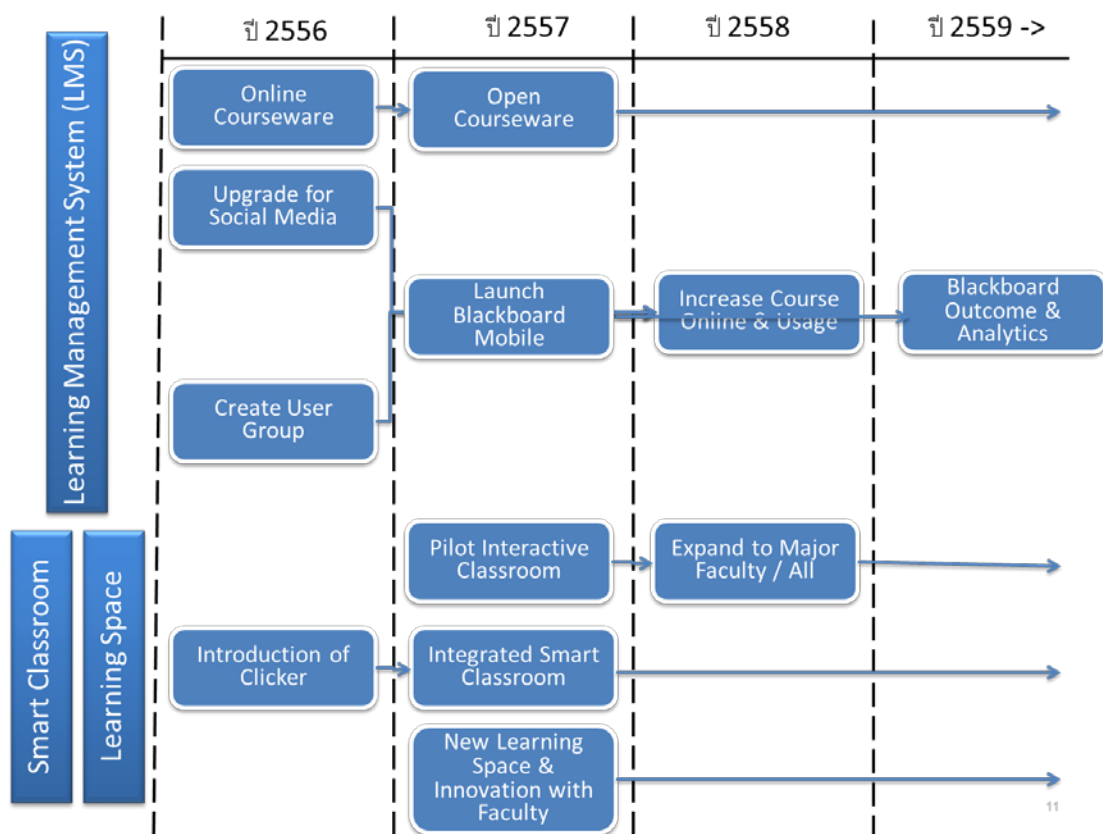 ปี 2556
ปี 2557
ปี 2558
ปี 2559 ->
Learning Management System (LMS)
Online
Courseware
Open
Courseware
Upgrade for
Social Media
Launch
Blackboard
Mobile
Increase Course
Online & Usage
Blackboard
Outcome &
Analytics
Create User
Group
Smart Classroom
Learning Space
Pilot Interactive
Classroom
Expand to Major
Faculty / All
Introduction of
Clicker
Integrated Smart
Classroom
New Learning
Space &
Innovation with
Faculty
11